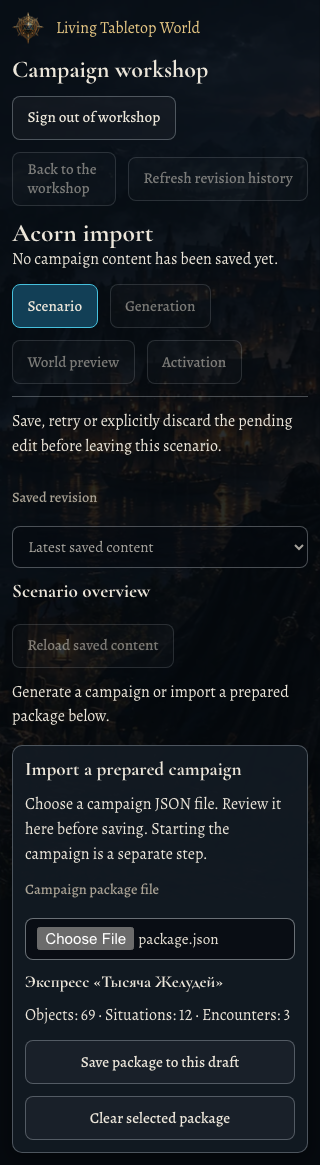 Living Tabletop World
Campaign workshop
Sign out of workshop
Back to the
workshop
Refresh revision history
Acorn import
No campaign content has been saved yet.
Scenario
Generation
World preview
Activation
Save, retry or explicitly discard the pending
edit before leaving this scenario.
Saved revision
Latest saved content
Scenario overview
Reload saved content
Generate a campaign or import a prepared
package below.
Import a prepared campaign
Choose a campaign JSON file. Review it
here before saving. Starting the
campaign is a separate step.
Campaign package file
Choose File package.json
Экспресс «Тысяча Желудей»
Objects: 69 · Situations: 12 · Encounters: 3
Save package to this draft
Clear selected package